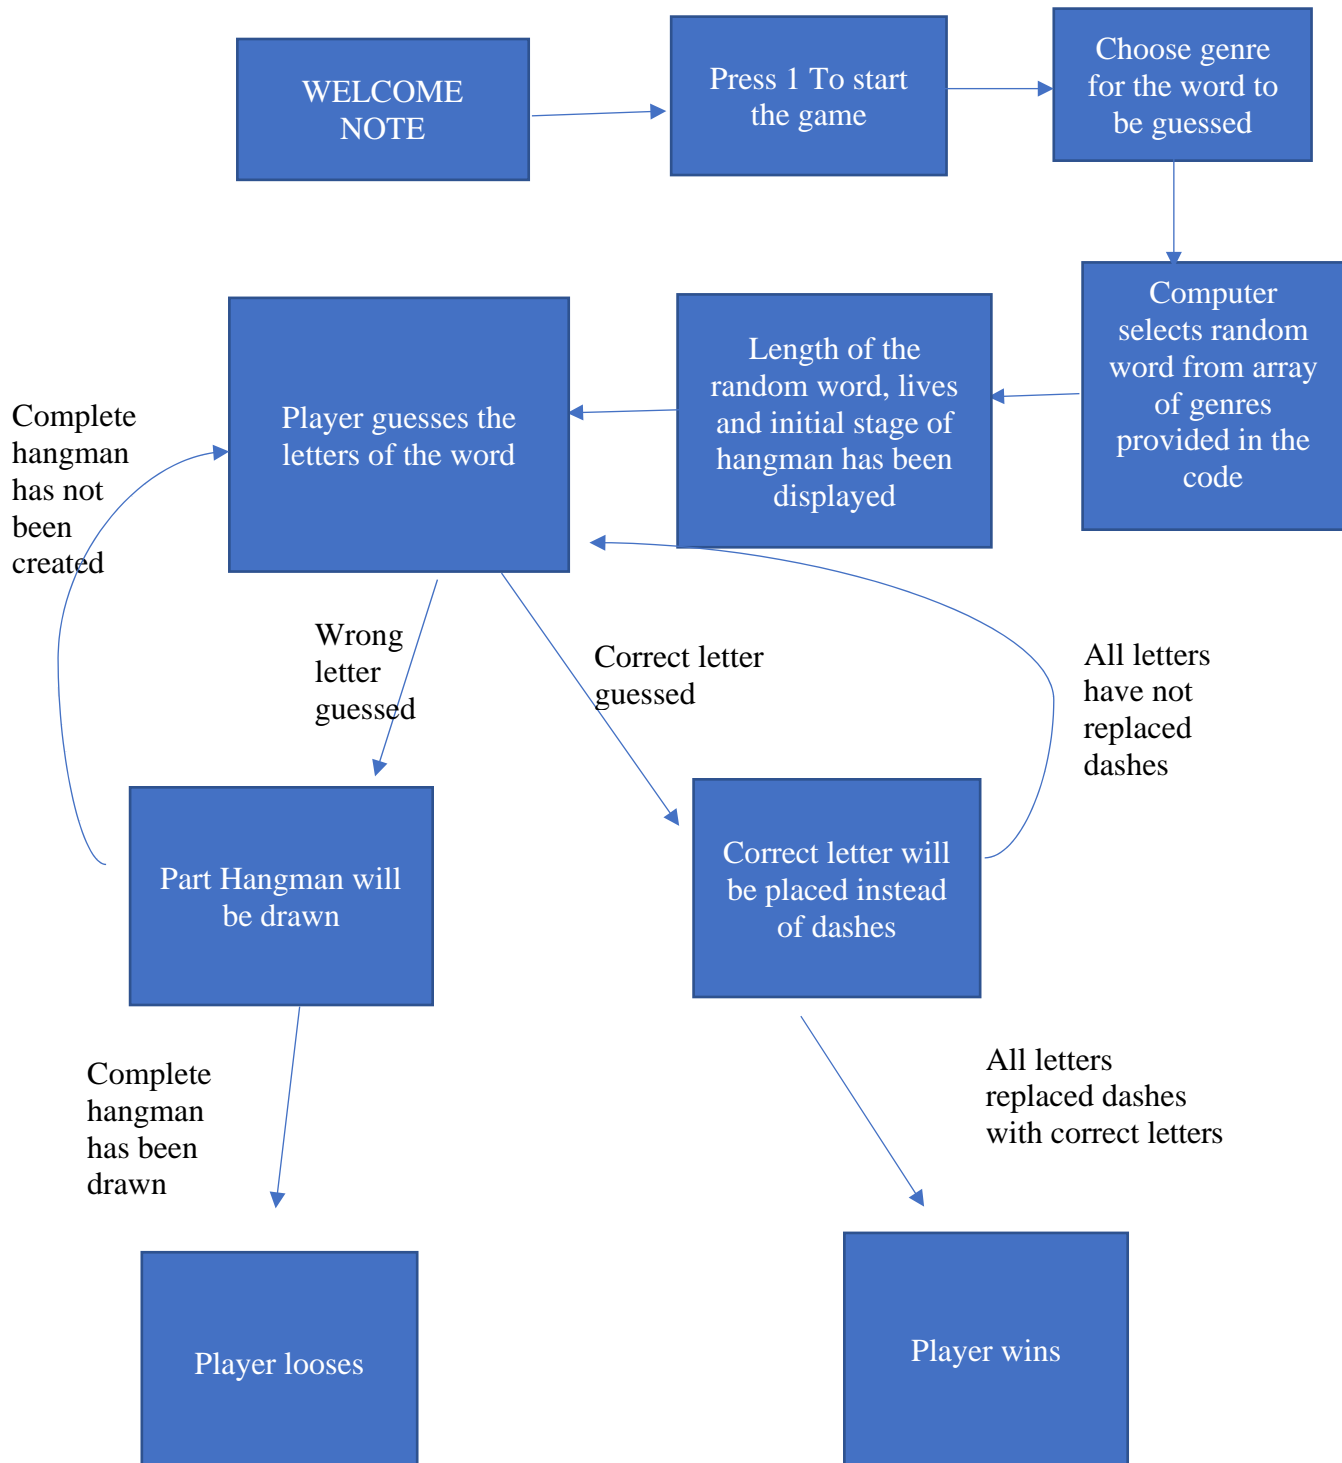 WELCOME
NOTE
Press 1 To start
the game
Choose genre
for the word to
be guessed
Computer
selects random
word from array
of genres
provided in the
code
Length of the
random word, lives
and initial stage of
hangman has been
displayed
Player guesses the
letters of the word
Complete
hangman
has not
been
created
Wrong
letter
guessed
Correct letter
guessed
All letters
have not
replaced
dashes
Part Hangman will
be drawn
Correct letter will
be placed instead
of dashes
Complete
hangman
has been
drawn
All letters
replaced dashes
with correct letters
Player looses
Player wins